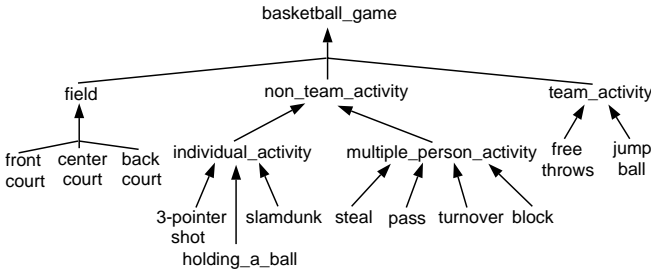 basketball_game
field
non_team_activity
team_activity
front
court
center
court
back
court
individual_activity
multiple_person_activity
free
throws
jump
ball
3-pointer
shot
holding_a_ball
slamdunk
steal
pass
turnover
block